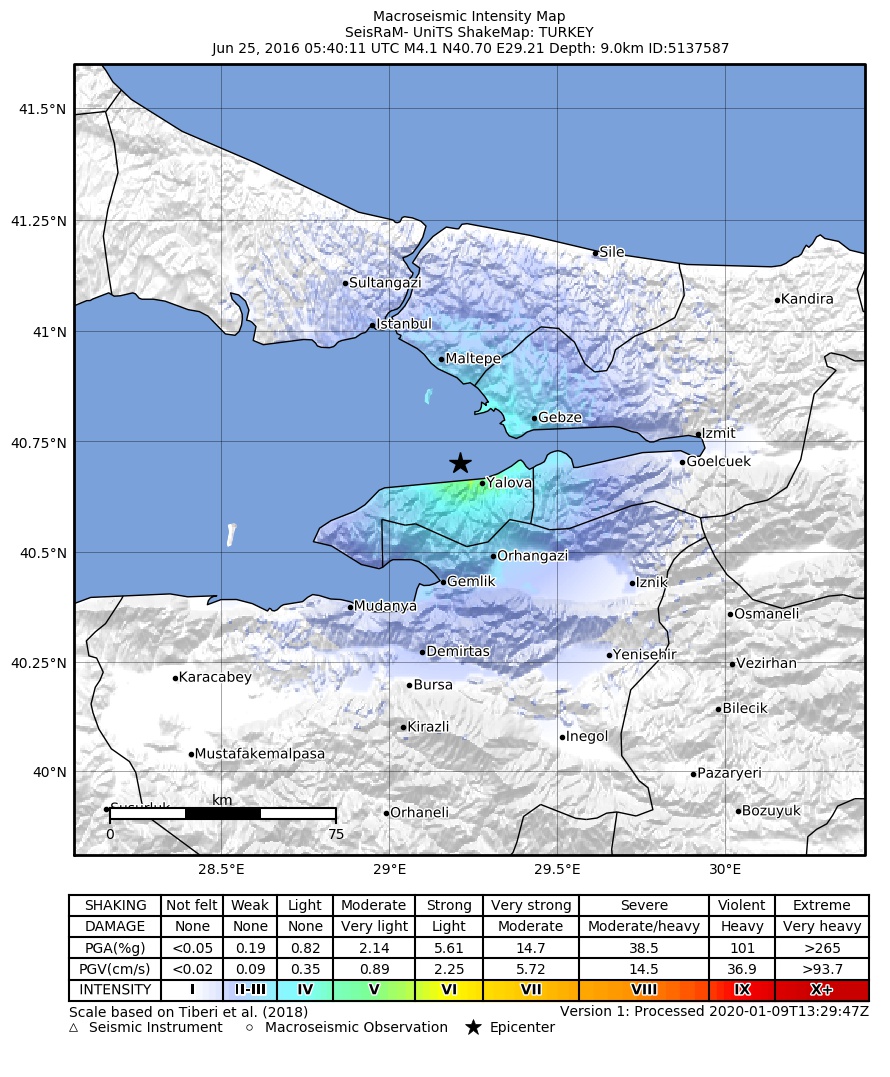 Macroseismic Intensity Map
SeisRaM- UniTS ShakeMap: TURKEY
Jun 25, 2016 05:40:11 UTC M4.1 N40.70 E29.21 Depth: 9.0km ID:5137587
41.5°N
41.25°N
Sile
Sultangazi
Kandira
41°N
Istanbul
Maltepe
Gebze
40.75°N
Izmit
Goelcuek
Yalova
40.5°N
Orhangazi
Gemlik
Iznik
Mudanya
Osmaneli
Demirtas
Yenisehir
40.25°N
Vezirhan
Karacabey
Bursa
Bilecik
Kirazli
Inegol
Mustafakemalpasa
40°N
Pazaryeri
Susurluk
km
Orhaneli
Bozuyuk
0 75
28.5°E 29°E 29.5°E 30°E
SHAKING Not felt Weak Light Moderate Strong Very strong Severe Violent Extreme
DAMAGE None None None Very light Light Moderate Moderate/heavy Heavy Very heavy
PGA(%g) <0.05 0.19 0.82 2.14 5.61 14.7 38.5 101 >265
PGV(cm/s) <0.02 0.09 0.35 0.89 2.25 5.72 14.5 36.9 >93.7
INTENSITY I II-III IV V VI VII VIII IX X+
Scale based on Tiberi et al. (2018) Version 1: Processed 2020-01-09T13:29:47Z
△ Seismic Instrument ○ Macroseismic Observation ★ Epicenter